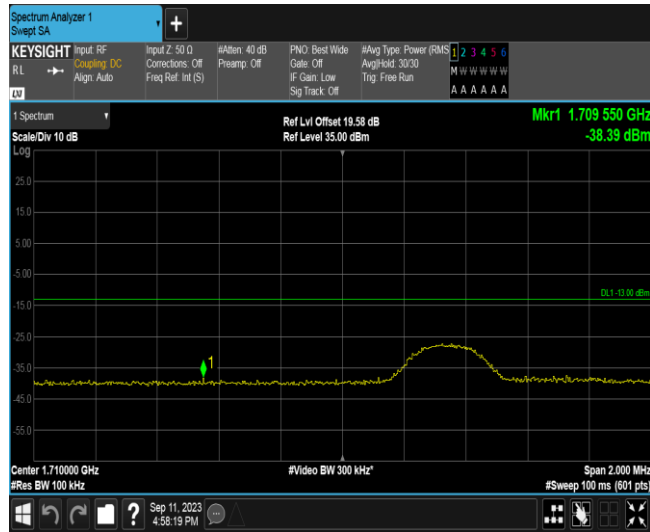 Spectrum Analyzer 1
Swept SA
+
KEYSIGHT
RL
LXI
Input: RF
Coupling: DC
Align: Auto
Input Z: 50 Ω
Corrections: Off
Freq Ref: Int (S)
#Atten: 40 dB
Preamp: Off
PNO: Best Wide
Gate: Off
IF Gain: Low
Sig Track: Off
#Avg Type: Power (RMS
Avg|Hold: 30/30
Trig: Free Run
1 2 3 4 5 6
M W W W W W
A A A A A A
1 Spectrum
Scale/Div 10 dB
Log
Ref Lvl Offset 19.58 dB
Ref Level 35.00 dBm
Mkr1 1.709 550 GHz
-38.39 dBm
25.0
15.0
5.00
-5.00
DL1 -13.00 dBm
-15.0
-25.0
-35.0
1
-45.0
-55.0
Center 1.710000 GHz
#Res BW 100 kHz
#Video BW 300 kHz*
Span 2.000 MHz
#Sweep 100 ms (601 pts)
?
Sep 11, 2023
4:58:19 PM